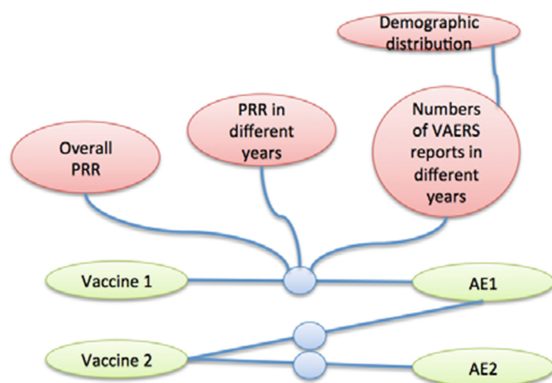 Demographic
distribution
PRR in
different
years
Numbers
of VAERS
reports in
different
years
Overall
PRR
Vaccine 1
AE1
Vaccine 2
AE2